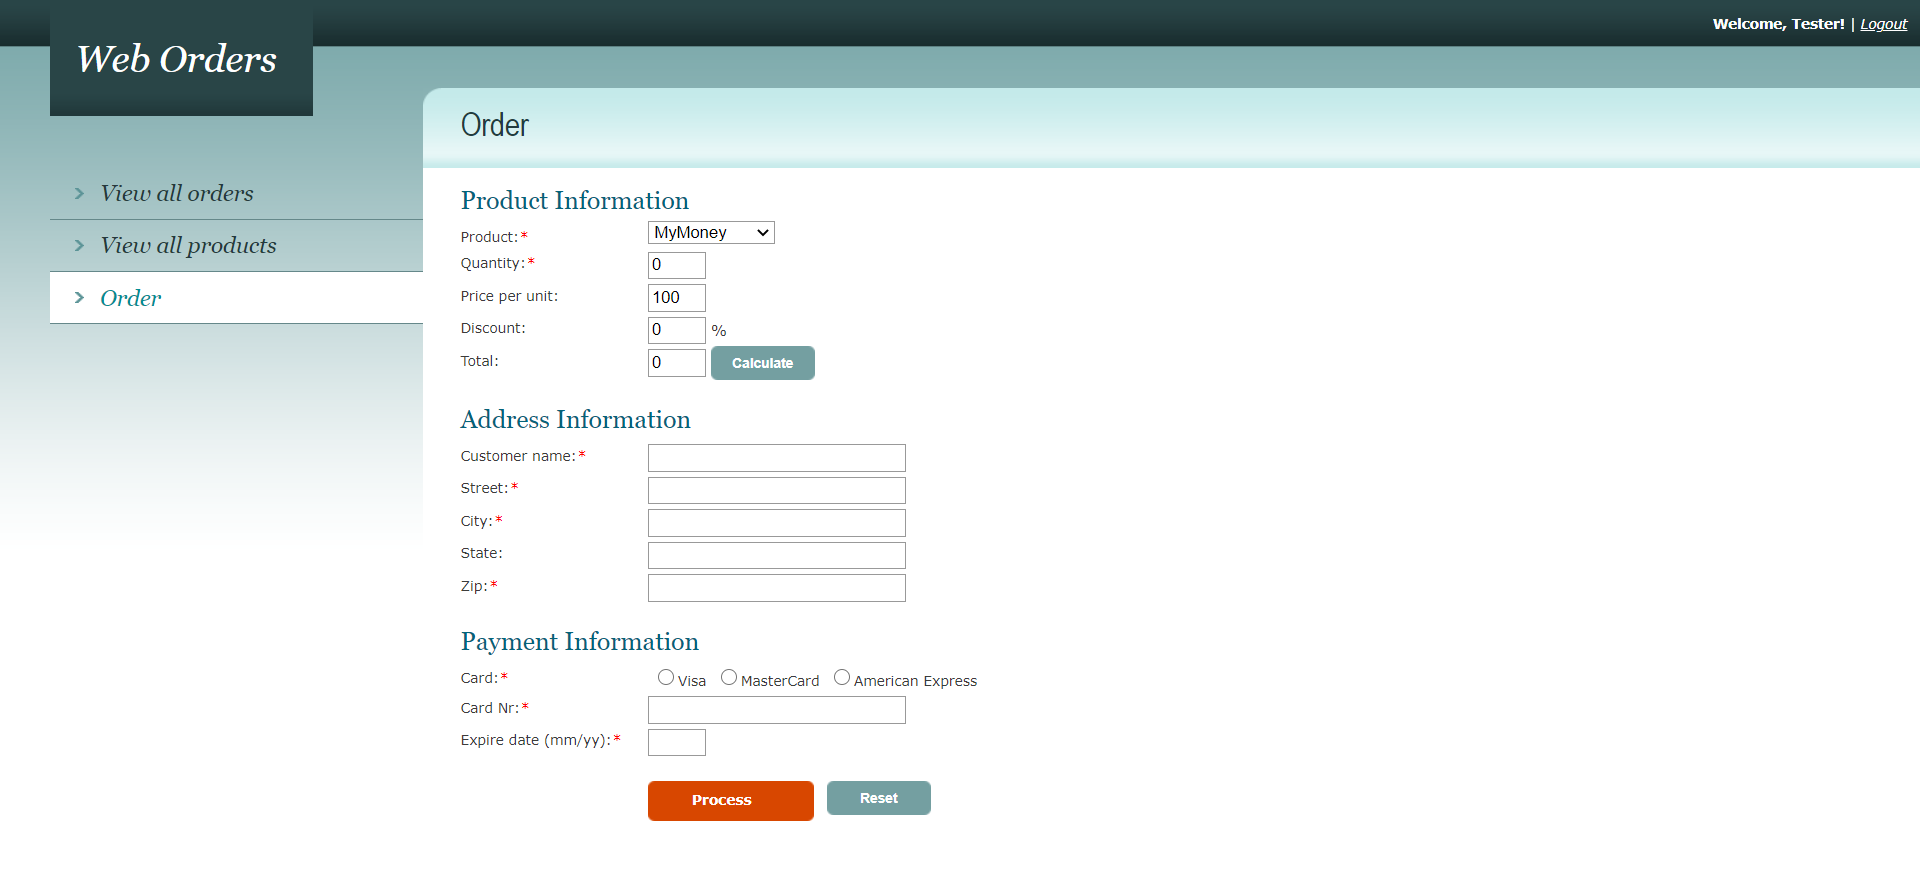 Welcome, Tester! | Logout
Web Orders
View all orders
View all products
Order
Order
Product Information
Product:* MyMoney
Quantity:* 0
Price per unit: 100
Discount: 0 %
Total: 0 Calculate
Address Information
Customer name:*
Street:*
City:*
State:
Zip:*
Payment Information
Card:* Visa MasterCard American Express
Card Nr:*
Expire date (mm/yy):*
Process Reset